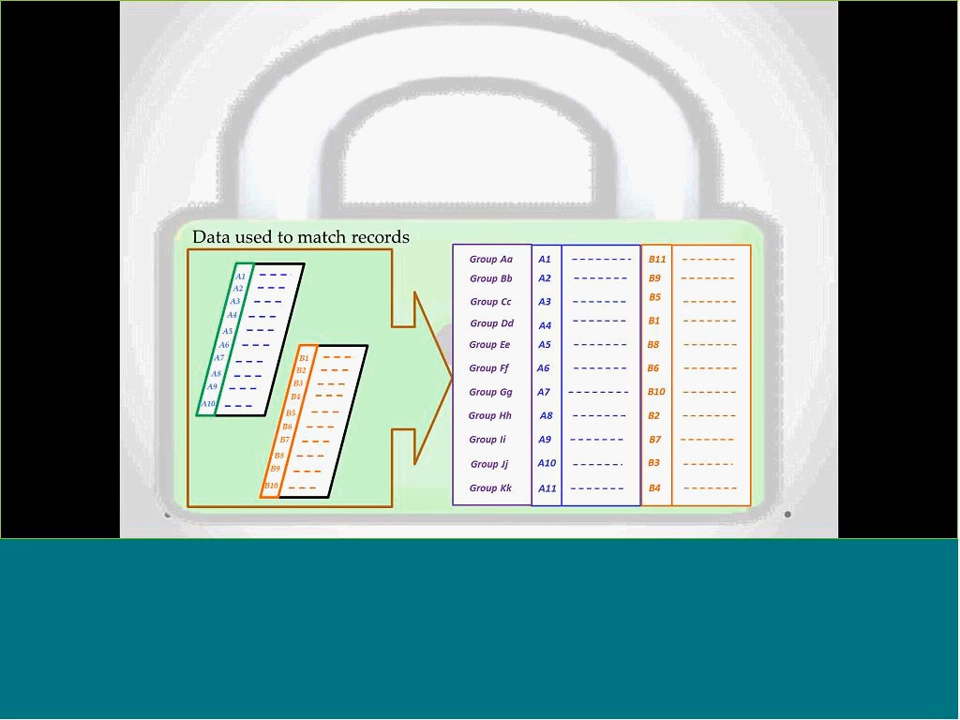 Data used to match records
A1
A2
A3
A4
A5
A6
A7
A8
A9
A10
B1
B2
B3
B4
B5
B6
B7
B8
B9
B10
Group Aa A1 B11
Group Bb A2 B9
Group Cc A3 B5
Group Dd A4 B1
Group Ee A5 B8
Group Ff A6 B6
Group Gg A7 B10
Group Hh A8 B2
Group Ii A9 B7
Group Jj A10 B3
Group Kk A11 B4